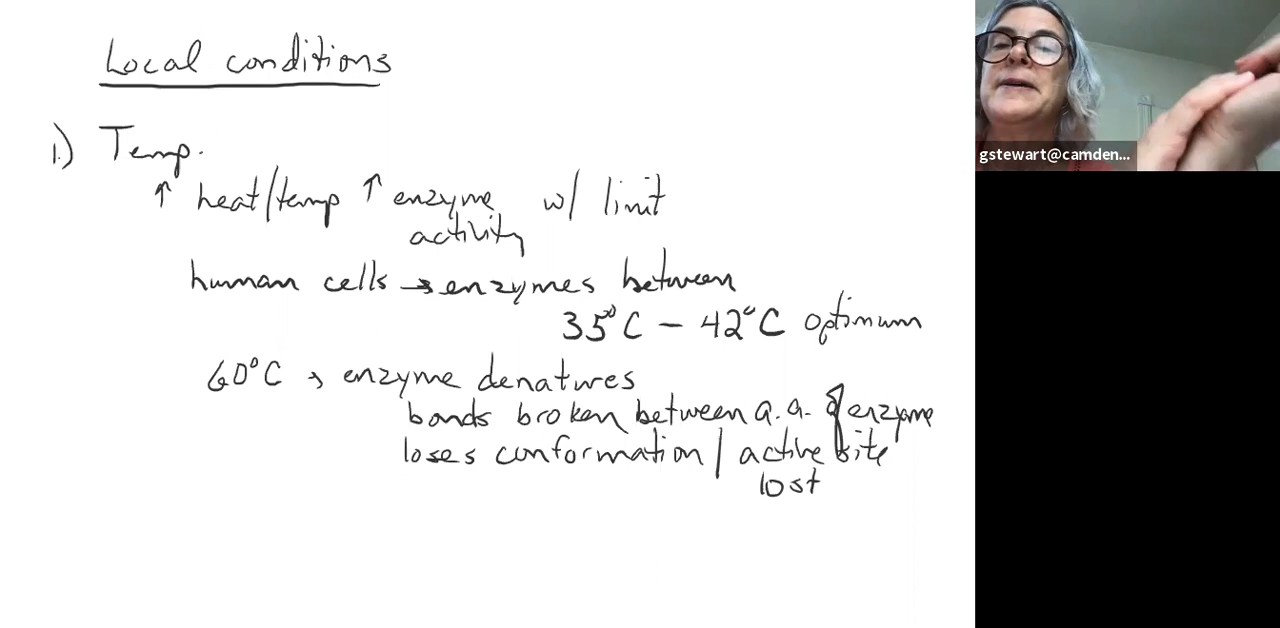 Local conditions
1.) Temp.
↑ heat/temp ↑ enzyme w/ limit
activity
human cells → enzymes between
35°C - 42°C optimum
60°C → enzyme denatures
bonds broken between a.a. of enzyme
loses conformation / active site
lost
gstewart@camden...